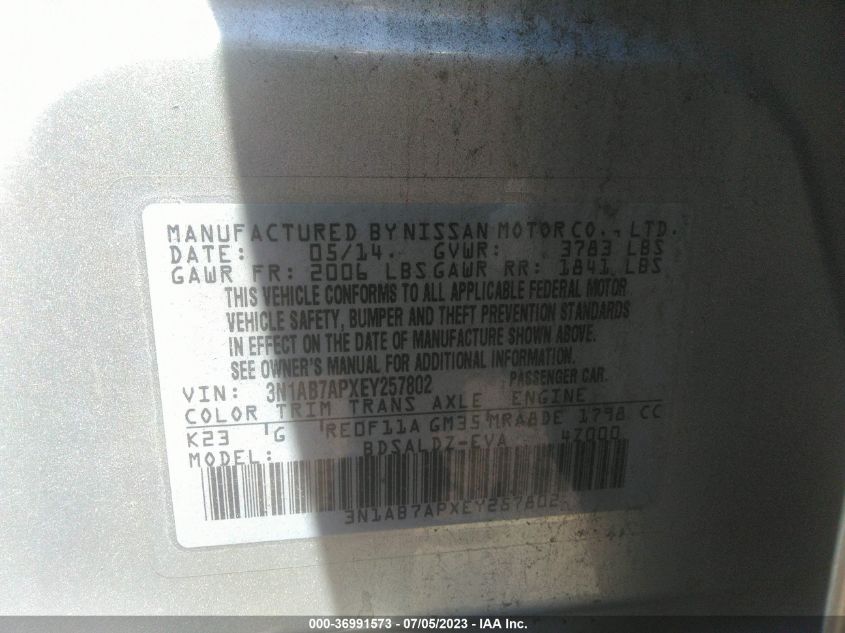 MANUFACTURED BY NISSAN MOTOR CO., LTD.
DATE: 05/14. GVWR: 3783 LBS
GAWR FR: 2006 LBS GAWR RR: 1841 LBS
THIS VEHICLE CONFORMS TO ALL APPLICABLE FEDERAL MOTOR
VEHICLE SAFETY, BUMPER AND THEFT PREVENTION STANDARDS
IN EFFECT ON THE DATE OF MANUFACTURE SHOWN ABOVE.
SEE OWNER'S MANUAL FOR ADDITIONAL INFORMATION.
VIN: 3N1AB7APXEY257802 PASSENGER CAR.
COLOR TRIM TRANS AXLE ENGINE
K23 G RE0F11A GM35 MRA8DE 1798 CC
MODEL: BDSALDZ-EVA 4Z000
3N1AB7APXEY257802
000-36991573 - 07/05/2023 - IAA Inc.